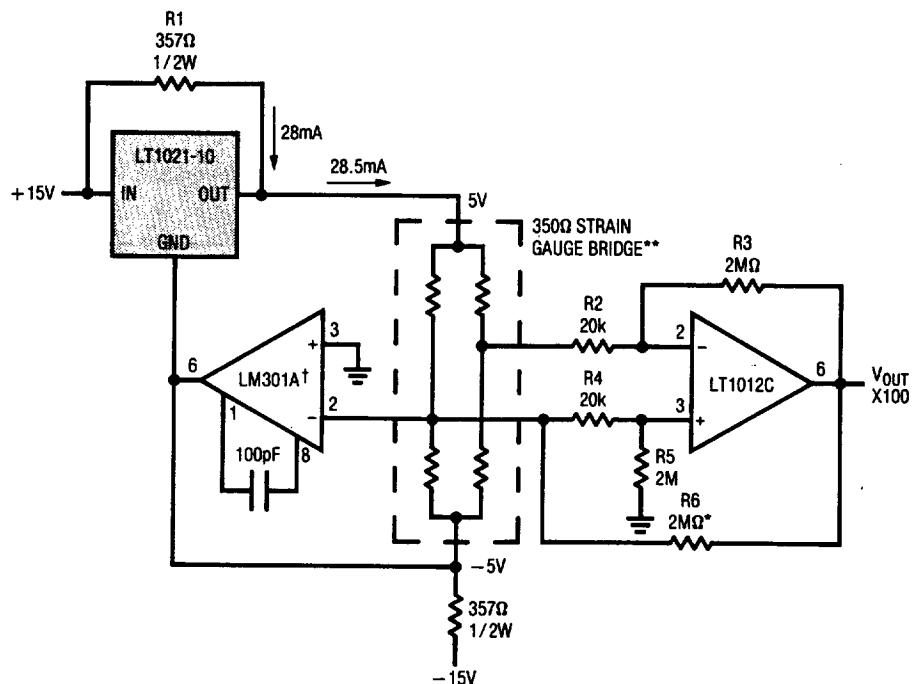 R1
357Ω
1/2W
LT1021-10
28mA
28.5mA
+15V
IN
OUT
GND
5V
350Ω STRAIN
GAUGE BRIDGE**
R3
2MΩ
R2
20k
6
3
+
LM301A†
2
−
1
8
100pF
R4
20k
2
−
LT1012C
6
3
+
VOUT
X100
R5
2M
R6
2MΩ*
−5V
357Ω
1/2W
−15V